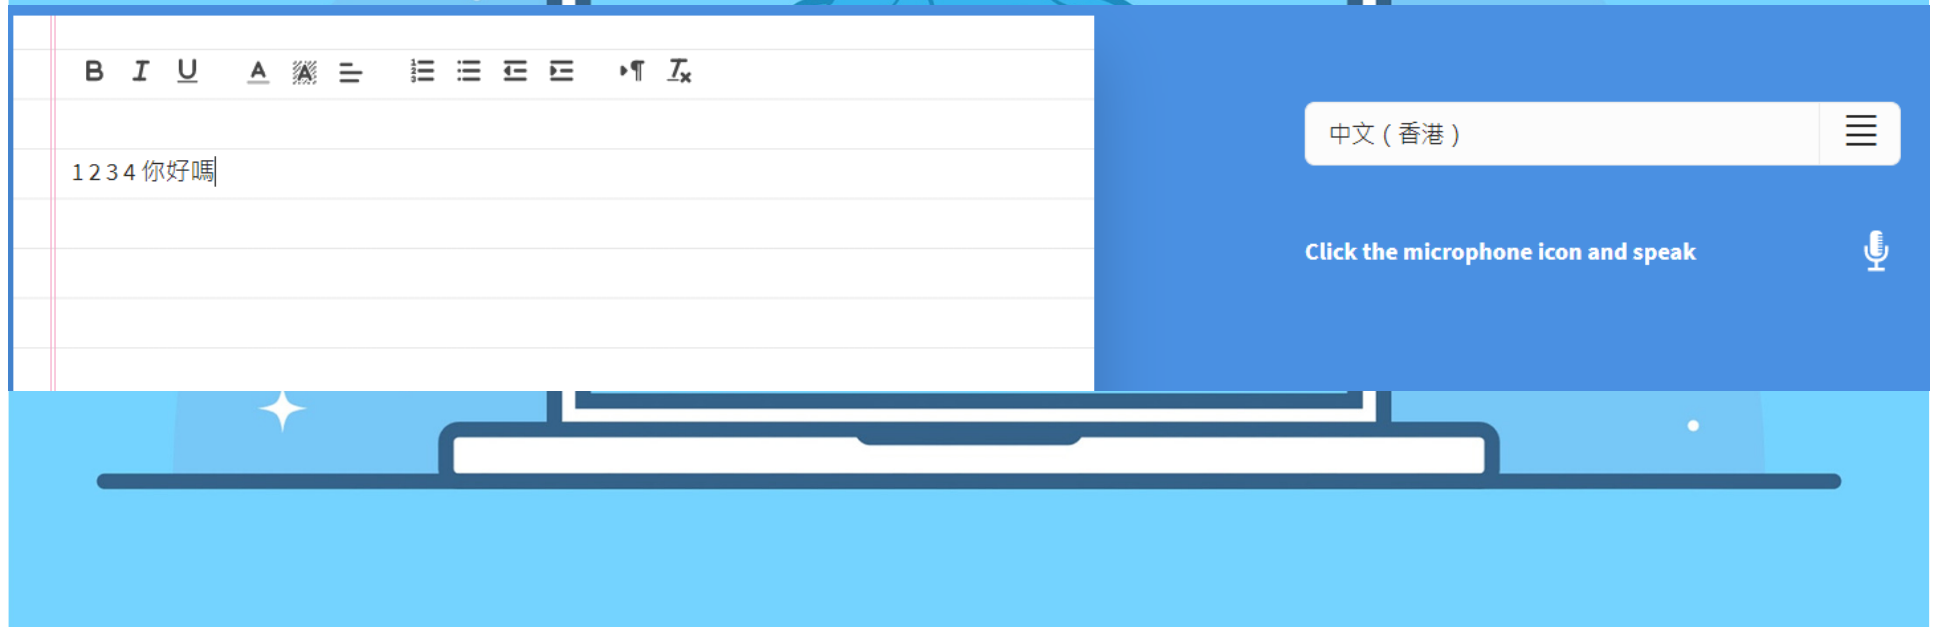 1 2 3 4 你好嗎
中文 ( 香港 )
Click the microphone icon and speak